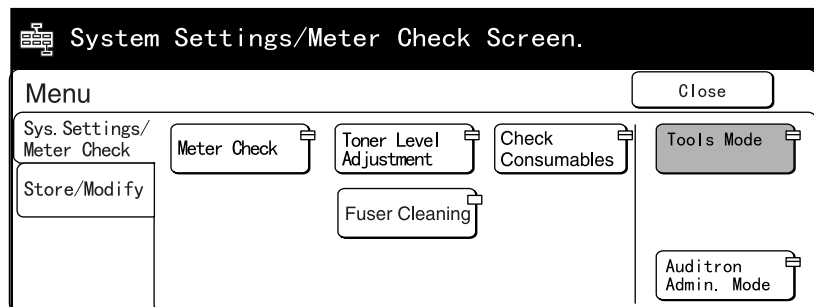 System Settings/Meter Check Screen.
Menu
Close
Sys.Settings/
Meter Check
Store/Modify
Meter Check
Toner Level
Adjustment
Check
Consumables
Fuser Cleaning
Tools Mode
Auditron
Admin. Mode